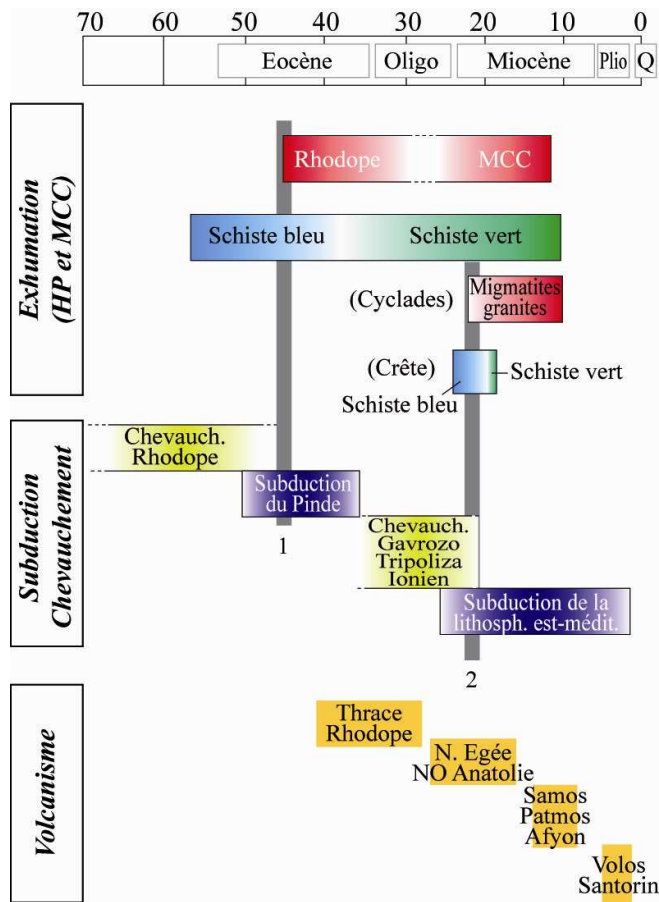 70 60 50 40 30 20 10 0
Eocène Oligo Miocène Plio Q
Exhumation
(HP et MCC)
Rhodope MCC
Schiste bleu Schiste vert
(Cyclades) Migmatites
granites
(Crête) Schiste vert
Schiste bleu
Subduction
Chevauchement
Chevauch.
Rhodope
Subduction
du Pinde
1
Chevauch.
Gavrozo
Tripoliza
Ionien
Subduction de la
lithosph. est-médit.
2
Volcanisme
Thrace
Rhodope
N. Egée
NO Anatolie
Samos
Patmos
Afyon
Volos
Santorin